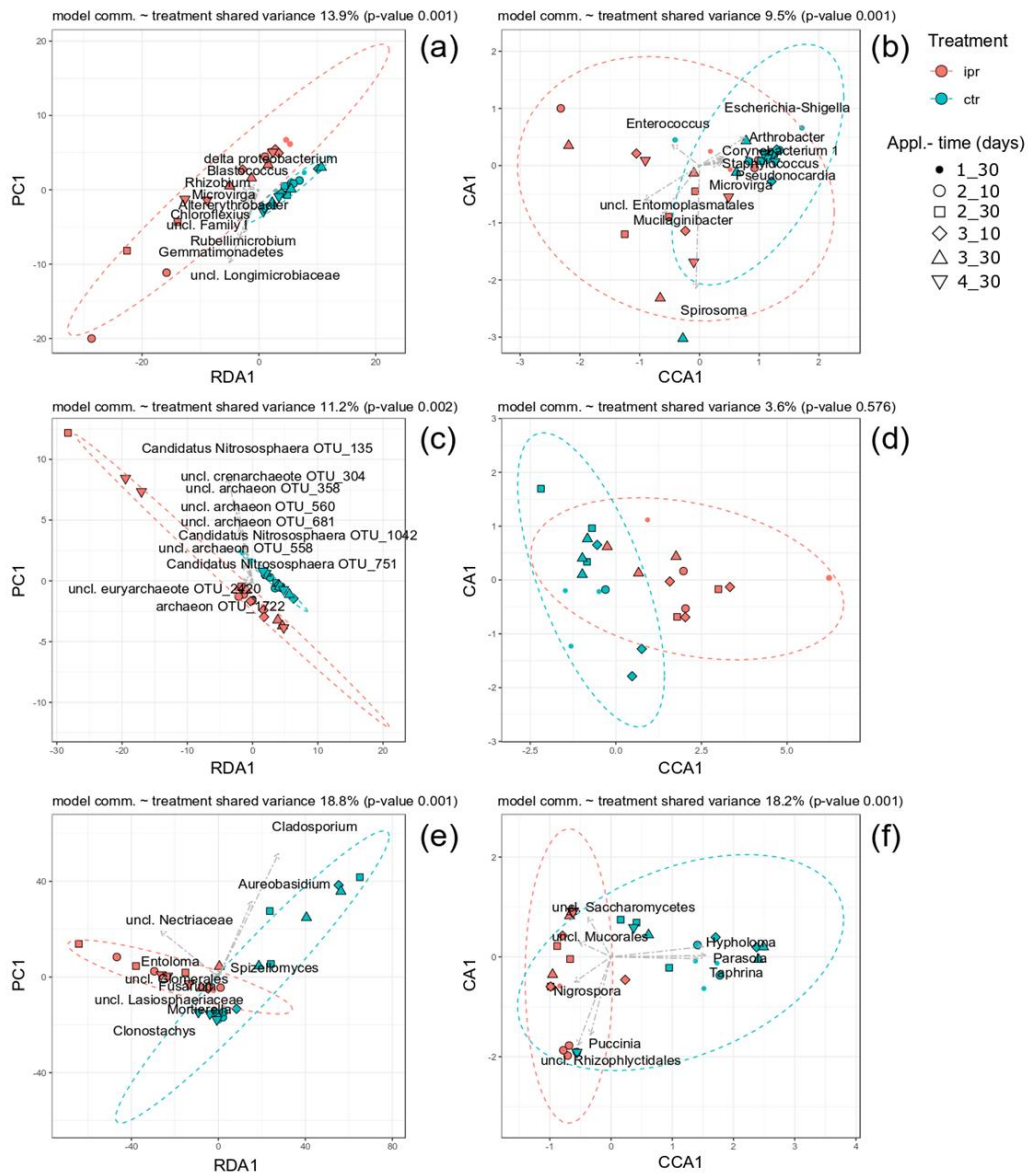 model comm. ~ treatment shared variance 13.9% (p-value 0.001)
(a)
20
10
0
-10
-20
PC1
delta proteobacterium
Blastococcus
Rhizobium
Microvirga
Altererythrobacter
Chloroflexius
uncl. Family I
Rubellimicrobium
Gemmatimonadetes
uncl. Longimicrobiaceae
-20
0
20
RDA1
model comm. ~ treatment shared variance 9.5% (p-value 0.001)
(b)
2
1
0
-1
-2
-3
CA1
Escherichia-Shigella
Enterococcus
Arthrobacter
Corynebacterium 1
Staphylococcus
Pseudonocardia
Microvirga
uncl. Entomoplasmatales
Mucilaginibacter
Spirosoma
-3
-2
-1
0
1
2
CCA1
Treatment
ipr
ctr
Appl.- time (days)
1_30
2_10
2_30
3_10
3_30
4_30
model comm. ~ treatment shared variance 11.2% (p-value 0.002)
(c)
10
5
0
-5
-10
PC1
Candidatus Nitrososphaera OTU_135
uncl. crenarchaeote OTU_304
uncl. archaeon OTU_358
uncl. archaeon OTU_560
uncl. archaeon OTU_681
Candidatus Nitrososphaera OTU_1042
uncl. archaeon OTU_558
Candidatus Nitrososphaera OTU_751
uncl. euryarchaeote OTU_2420
archaeon OTU_1722
-30
-20
-10
0
10
20
RDA1
model comm. ~ treatment shared variance 3.6% (p-value 0.576)
(d)
3
2
1
0
-1
-2
-3
CA1
-2.5
0.0
2.5
5.0
CCA1
model comm. ~ treatment shared variance 18.8% (p-value 0.001)
(e)
40
0
-40
PC1
Cladosporium
Aureobasidium
uncl. Nectriaceae
Entoloma
Spizellomyces
uncl. Glomerales
uncl. Lasiosphaeriaceae
Mortierella
Clonostachys
-40
0
40
80
RDA1
model comm. ~ treatment shared variance 18.2% (p-value 0.001)
(f)
2
0
-2
CA1
uncl. Saccharomycetes
uncl. Mucorales
Hypholoma
Parasola
Taphrina
Nigrospora
Puccinia
uncl. Rhizophlyctidales
-1
0
1
2
3
4
CCA1